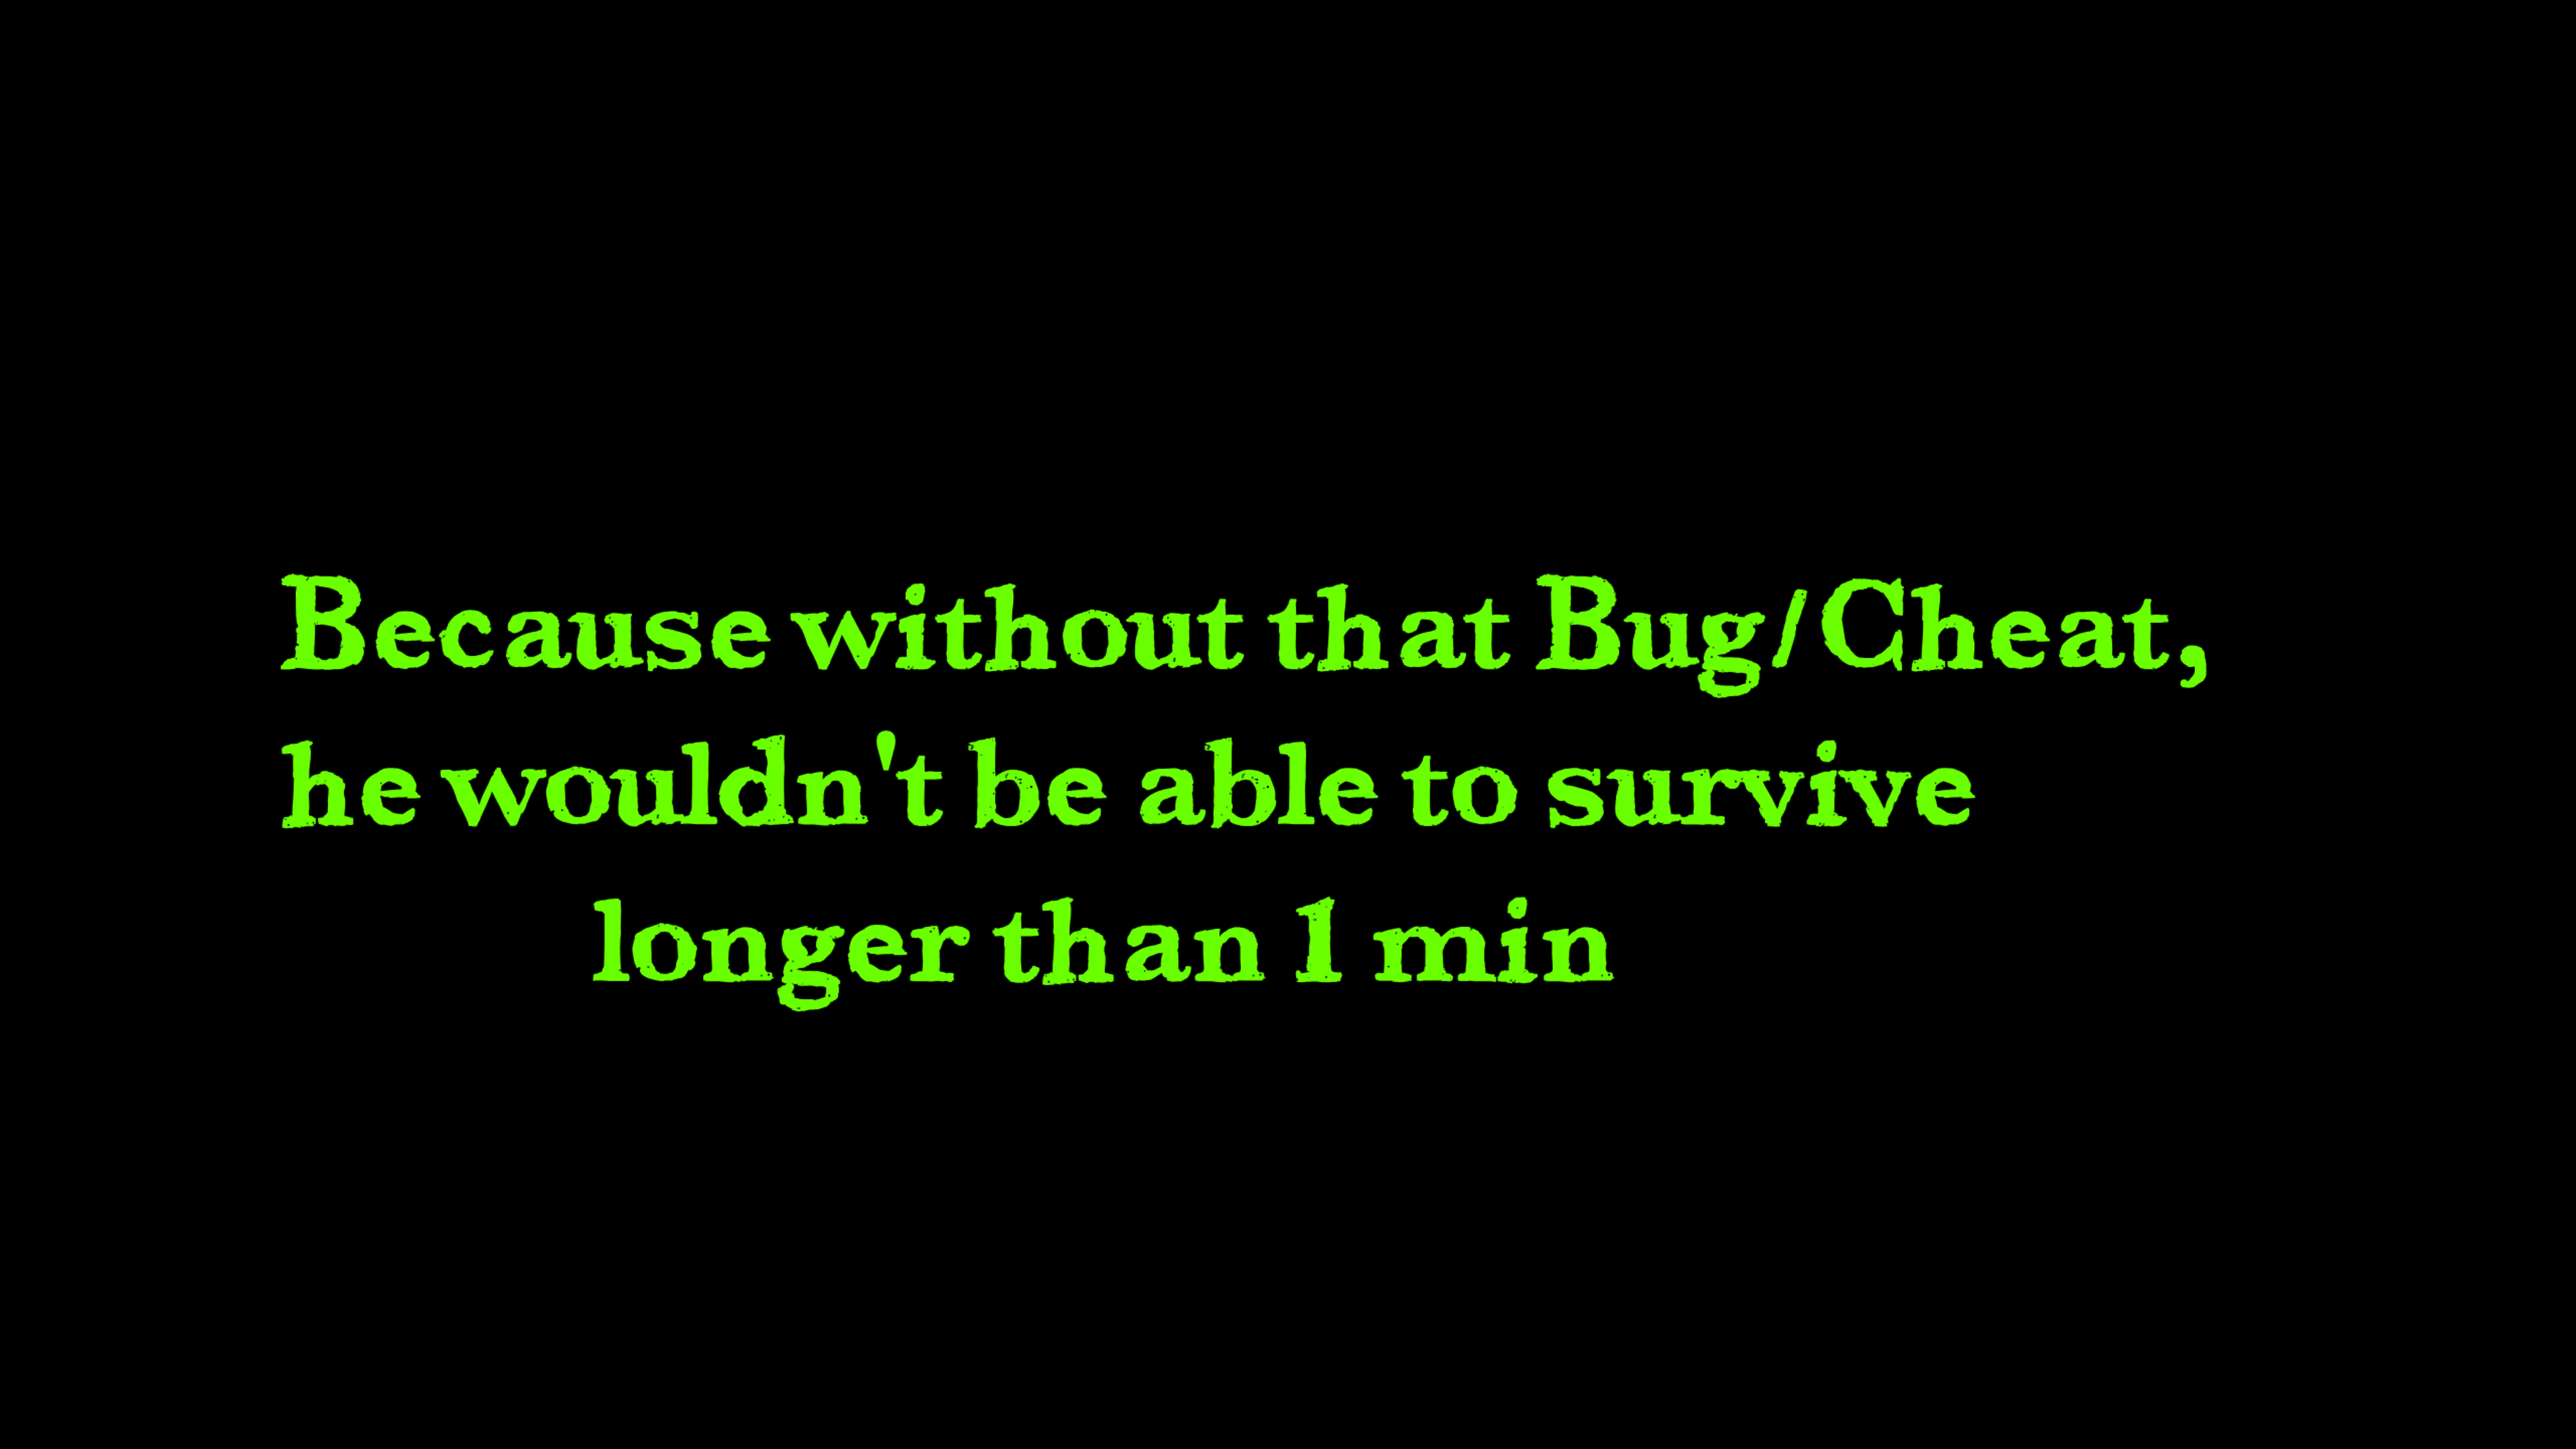 Because without that Bug/Cheat,
he wouldn't be able to survive
longer than 1 min